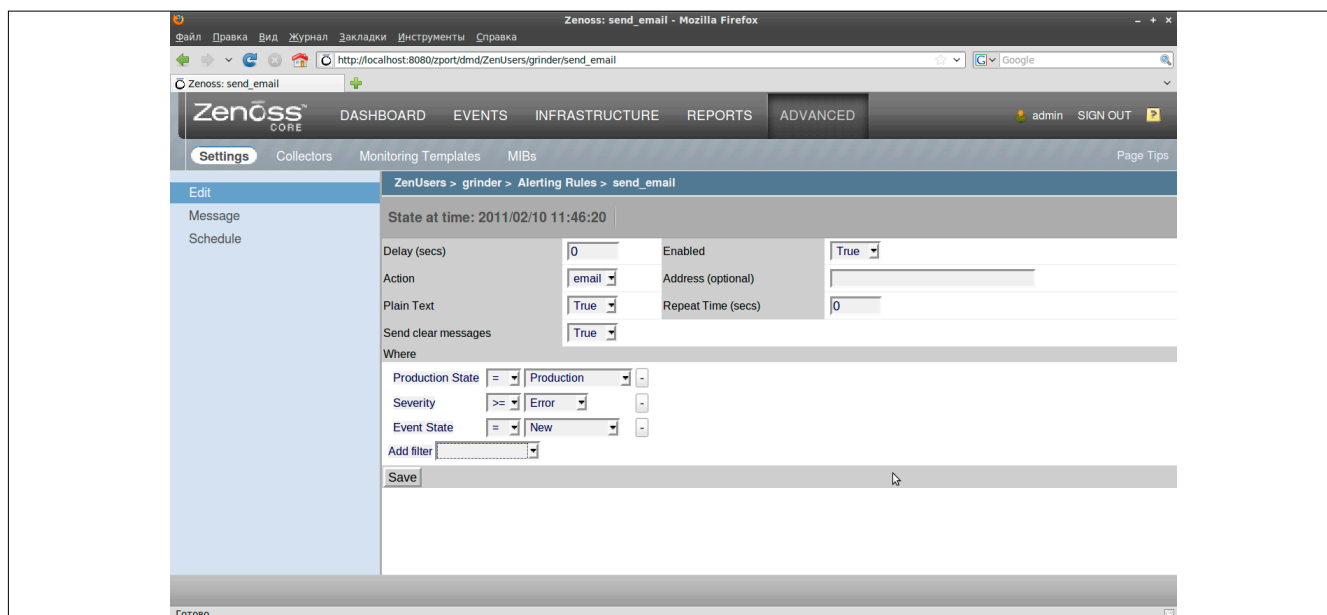 Zenoss: send_email - Mozilla Firefox
Файл Правка Вид Журнал Закладки Инструменты Справка
http://localhost:8080/zport/dmd/ZenUsers/grinder/send_email
Google
Zenoss: send_email
Zenoss™ CORE
DASHBOARD EVENTS INFRASTRUCTURE REPORTS ADVANCED
admin SIGN OUT ?
Settings Collectors Monitoring Templates MIBs Page Tips
Edit
Message
Schedule
ZenUsers > grinder > Alerting Rules > send_email
State at time: 2011/02/10 11:46:20
Delay (secs) 0 Enabled True
Action email Address (optional)
Plain Text True Repeat Time (secs) 0
Send clear messages True
Where
Production State = Production -
Severity >= Error -
Event State = New -
Add filter
Save
Готово